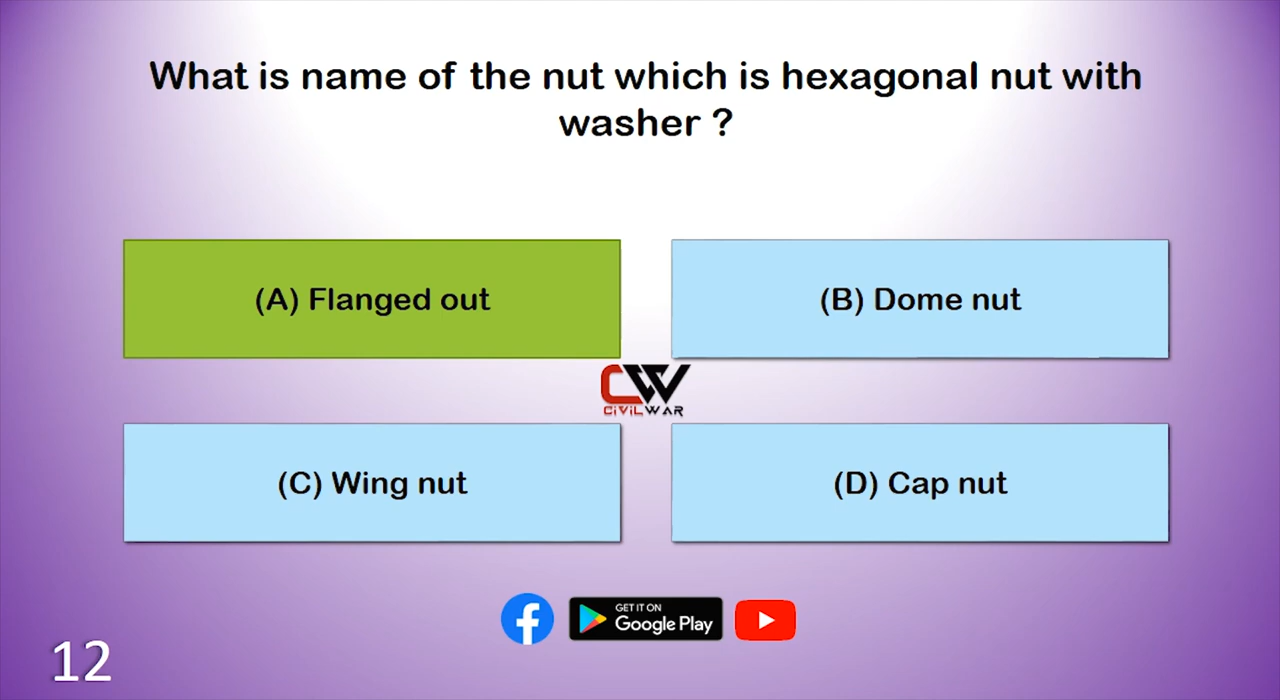 What is name of the nut which is hexagonal nut with
washer ?
(A) Flanged out
(B) Dome nut
CW
CiViL WAR
(C) Wing nut
(D) Cap nut
GET IT ON
Google Play
12